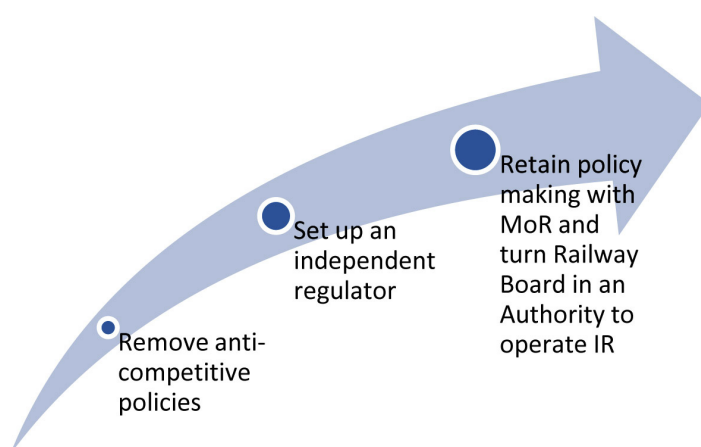 Remove anti-
competitive
policies
Set up an
independent
regulator
Retain policy
making with
MoR and
turn Railway
Board in an
Authority to
operate IR